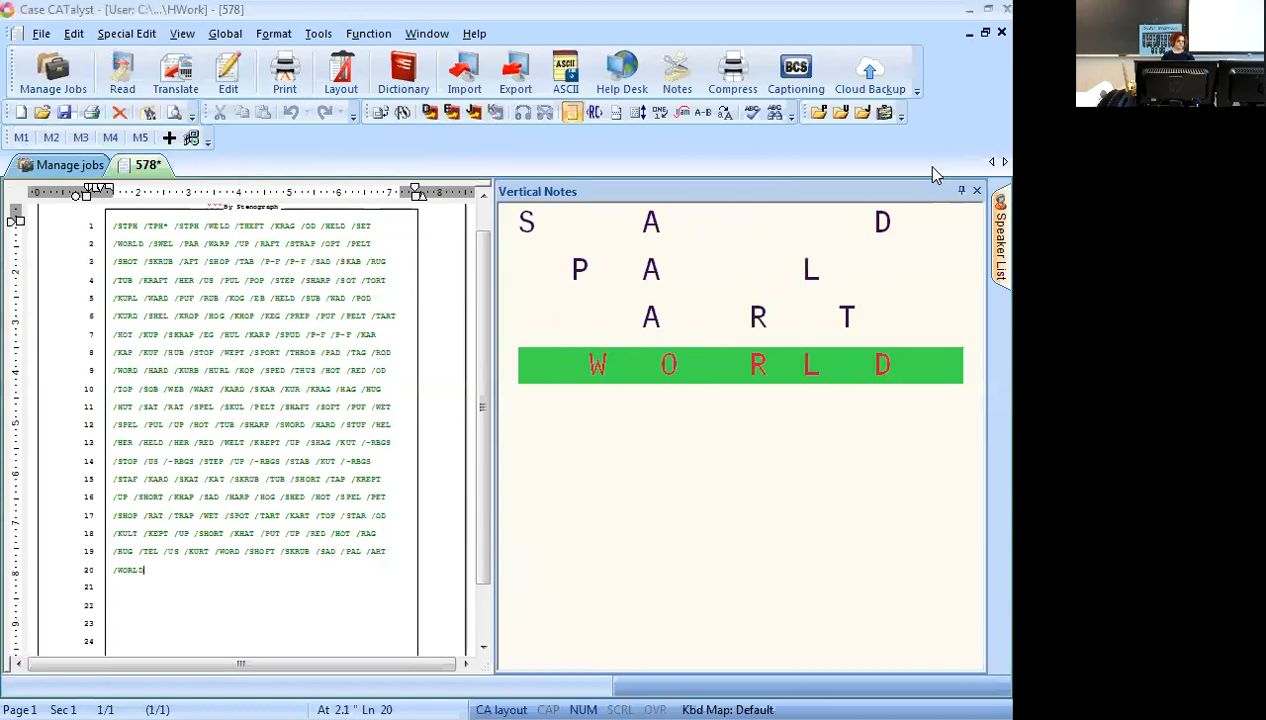 Case CATalyst - [User: C:\...\HWork] - [578]
File Edit Special Edit View Global Format Tools Function Window Help
Manage Jobs Read Translate Edit Print Layout Dictionary Import Export ASCII Help Desk Notes Compress Captioning Cloud Backup
M1 M2 M3 M4 M5
Manage jobs 578*
Vertical Notes
By Stenograph
1 /STPH /TPH* /STPH /WELD /THEFT /KRAG /OD /HELD /SET
2 /WORLD /SWEL /PAR /WARP /UP /RAFT /STRAP /OPT /PELT
3 /SHOT /SKRUB /AFT /SHOP /TAB /P-F /P-F /SAD /SKAB /RUG
4 /TUB /KRAFT /HER /US /PUL /POP /STEP /SHARP /SOT /TORT
5 /KURL /WARD /PUF /RUB /KOG /EB /HELD /SUB /WAD /POD
6 /KURD /SHEL /KROP /HOG /KHOP /KEG /PREP /PUF /PELT /TART
7 /HOT /KUP /SKRAP /EG /HUL /KARP /SPUD /P-F /P-F /KAR
8 /KAP /KUF /HUB /STOP /WEPT /SPORT /THROB /PAD /TAG /ROD
9 /WORD /HARD /KURB /HURL /KOP /SPED /THUS /HOT /RED /OD
10 /TOP /SOB /WEB /WART /KARD /SKAR /KUR /KRAG /HAG /HUG
11 /HUT /SAT /RAT /SPEL /SKUL /PELT /SHAFT /SOFT /PUF /WET
12 /SPEL /PUL /UP /HOT /TUB /SHARP /SWORD /HARD /STUF /HEL
13 /HER /HELD /HER /RED /WELT /KREPT /UP /SHAG /KUT /-RBGS
14 /STOP /US /-RBGS /STEP /UP /-RBGS /STAB /KUT /-RBGS
15 /STAF /KARD /SKAT /KAT /SKRUB /TUB /SHORT /TAP /KREPT
16 /UP /SHORT /KHAP /SAD /HARP /HOG /SHED /HOT /SPEL /PET
17 /SHOP /RAT /TRAP /WET /SPOT /TART /KART /TOP /STAR /OD
18 /KULT /KEPT /UP /SHORT /KHAT /PUT /UP /RED /HOT /RAG
19 /RUG /TEL /US /KURT /WORD /SHOFT /SKRUB /SAD /PAL /ART
20 /WORLD
21
22
23
24
S A D
P A L
A R T
W O R L D
Speaker List
Page 1 Sec 1 1/1 (1/1) At 2.1 " Ln 20 CA layout CAP NUM SCRL OVR Kbd Map: Default